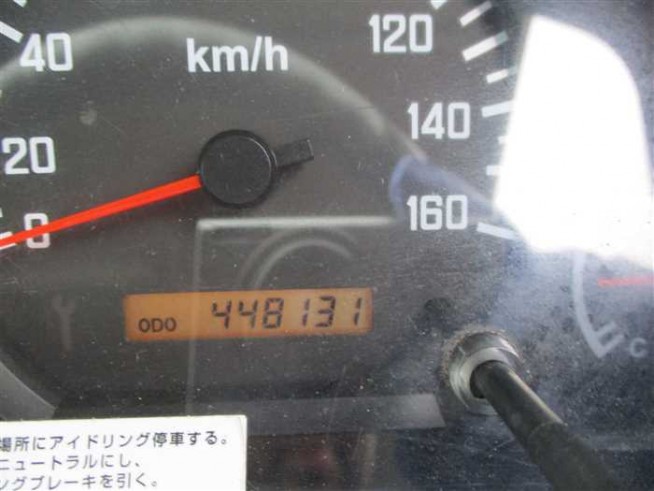 40
km/h
120
20
140
0
160
ODO 448131
E
C
場所にアイドリング停車する。
ニュートラルにし、
ングブレーキを引く。